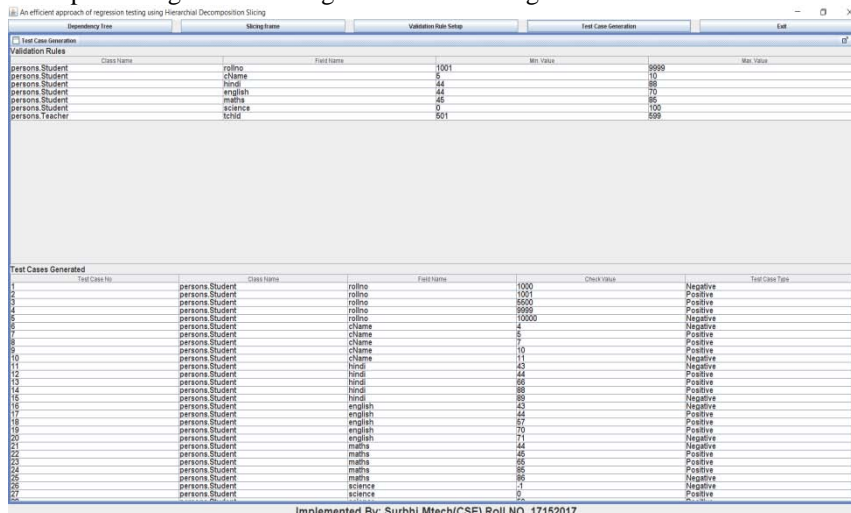 An efficient approach of regression testing using Hierarchial Decomposition Slicing
Dependency Tree Slicing frame Validation Rule Setup Test Case Generation Exit
Test Case Generation
Validation Rules
Class Name Field Name Min. Value Max. Value
persons.Student rollno 1001 9999
persons.Student cName 5 10
persons.Student hindi 44 88
persons.Student english 44 70
persons.Student maths 45 85
persons.Student science 0 100
persons.Teacher tchId 501 599
Test Cases Generated
Test Case No Class Name Field Name Check Value Test Case Type
1 persons.Student rollno 1000 Negative
2 persons.Student rollno 1001 Positive
3 persons.Student rollno 5500 Positive
4 persons.Student rollno 9999 Positive
5 persons.Student rollno 10000 Negative
6 persons.Student cName 4 Negative
7 persons.Student cName 5 Positive
8 persons.Student cName 7 Positive
9 persons.Student cName 10 Positive
10 persons.Student cName 11 Negative
11 persons.Student hindi 43 Negative
12 persons.Student hindi 44 Positive
13 persons.Student hindi 66 Positive
14 persons.Student hindi 88 Positive
15 persons.Student hindi 89 Negative
16 persons.Student english 43 Negative
17 persons.Student english 44 Positive
18 persons.Student english 57 Positive
19 persons.Student english 70 Positive
20 persons.Student english 71 Negative
21 persons.Student maths 44 Negative
22 persons.Student maths 45 Positive
23 persons.Student maths 65 Positive
24 persons.Student maths 85 Positive
25 persons.Student maths 86 Negative
26 persons.Student science -1 Negative
27 persons.Student science 0 Positive
Implemented By: Surbhi Mtech(CSE) Roll NO. 17152017